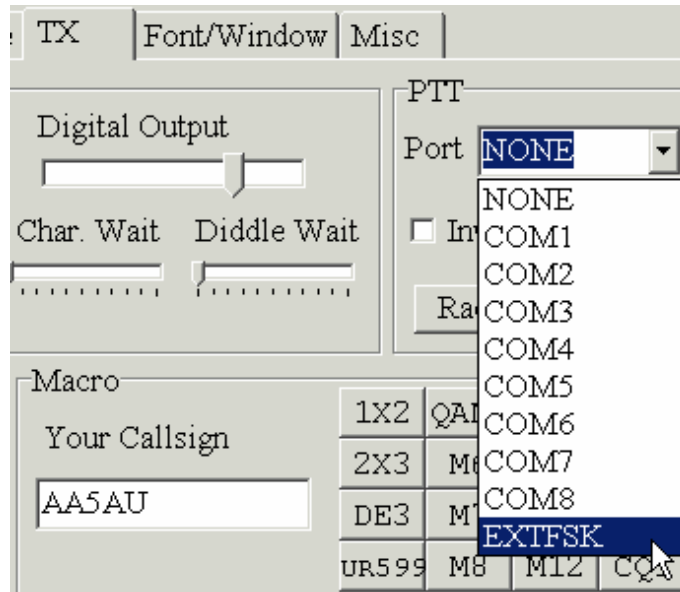 TX Font/Window Misc
PTT
Digital Output
Port NONE
NONE
Char. Wait Diddle Wait
COM1
COM2
COM3
COM4
COM5
COM6
COM7
COM8
EXTFSK
Macro
Your Callsign
AA5AU
1X2
2X3
DE3
UR599 M8 M12